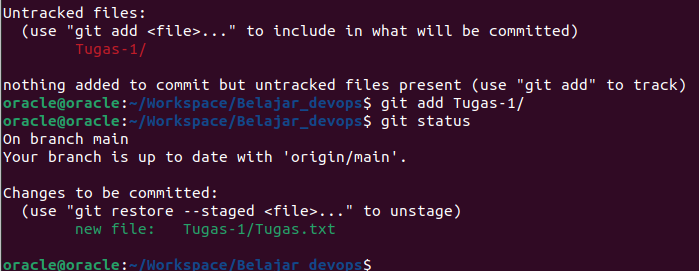 Untracked files:
  (use "git add <file>..." to include in what will be committed)
        Tugas-1/

nothing added to commit but untracked files present (use "git add" to track)
oracle@oracle:~/Workspace/Belajar_devops$ git add Tugas-1/
oracle@oracle:~/Workspace/Belajar_devops$ git status
On branch main
Your branch is up to date with 'origin/main'.

Changes to be committed:
  (use "git restore --staged <file>..." to unstage)
        new file:   Tugas-1/Tugas.txt

oracle@oracle:~/Workspace/Belajar_devops$